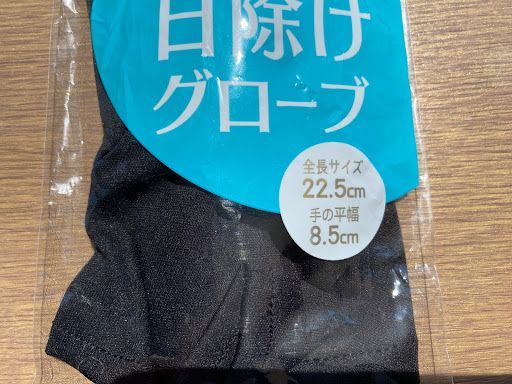 日除け
グローブ
全長サイズ
22.5cm
手の平幅
8.5cm